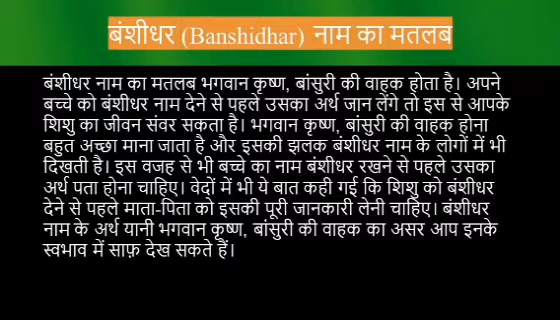 बंशीधर (Banshidhar) नाम का मतलब
बंशीधर नाम का मतलब भगवान कृष्ण, बांसुरी की वाहक होता है। अपने
बच्चे को बंशीधर नाम देने से पहले उसका अर्थ जान लेंगे तो इस से आपके
शिशु का जीवन संवर सकता है। भगवान कृष्ण, बांसुरी की वाहक होना
बहुत अच्छा माना जाता है और इसकी झलक बंशीधर नाम के लोगों में भी
दिखती है। इस वजह से भी बच्चे का नाम बंशीधर रखने से पहले उसका
अर्थ पता होना चाहिए। वेदों में भी ये बात कही गई कि शिशु को बंशीधर
देने से पहले माता-पिता को इसकी पूरी जानकारी लेनी चाहिए। बंशीधर
नाम के अर्थ यानी भगवान कृष्ण, बांसुरी की वाहक का असर आप इनके
स्वभाव में साफ़ देख सकते हैं।